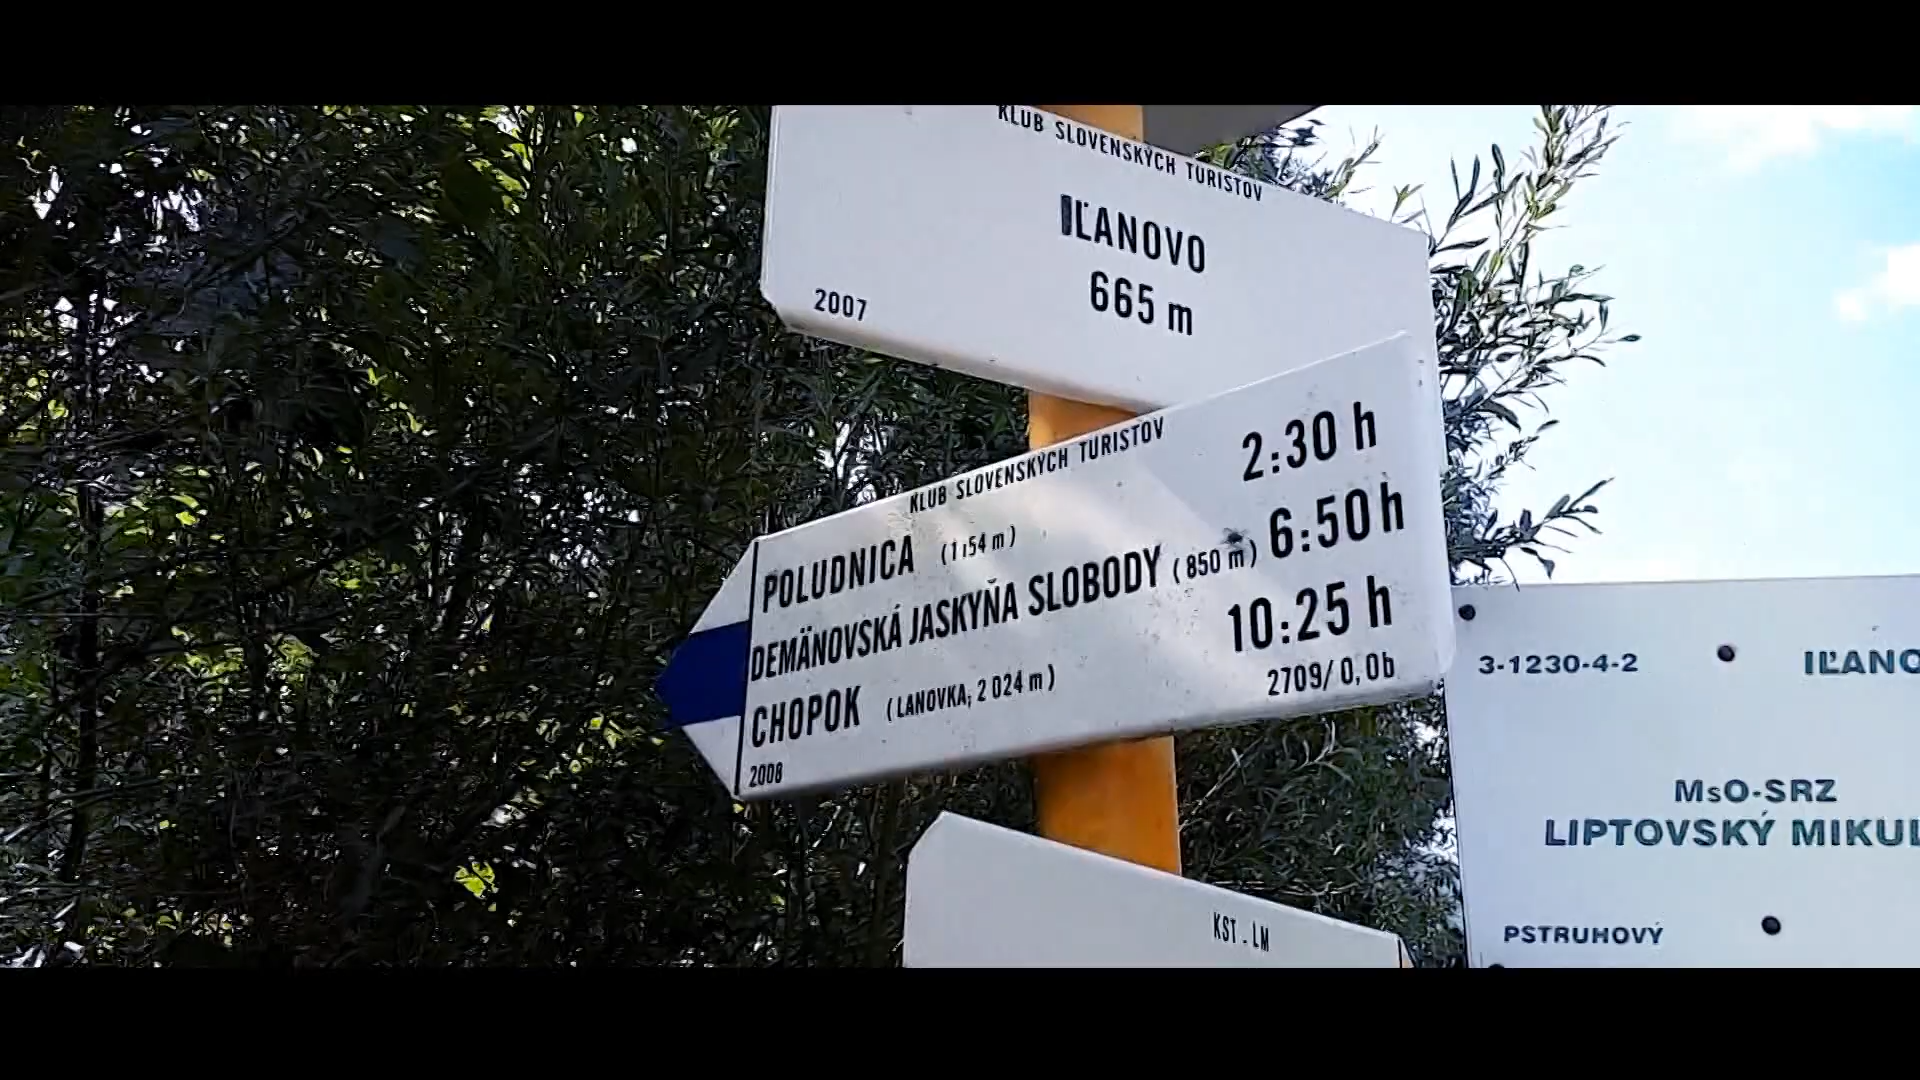 KLUB SLOVENSKÝCH TURISTOV
IĽANOVO
665 m
2007
KLUB SLOVENSKÝCH TURISTOV
POLUDNICA (1154 m) 2:30 h
DEMÄNOVSKÁ JASKYŇA SLOBODY (850 m) 6:50 h
CHOPOK (LANOVKA, 2 024 m) 10:25 h
2709/0,0b
2008
KST - LM
3-1230-4-2 IĽANO
MsO-SRZ
LIPTOVSKÝ MIKUL
PSTRUHOVÝ